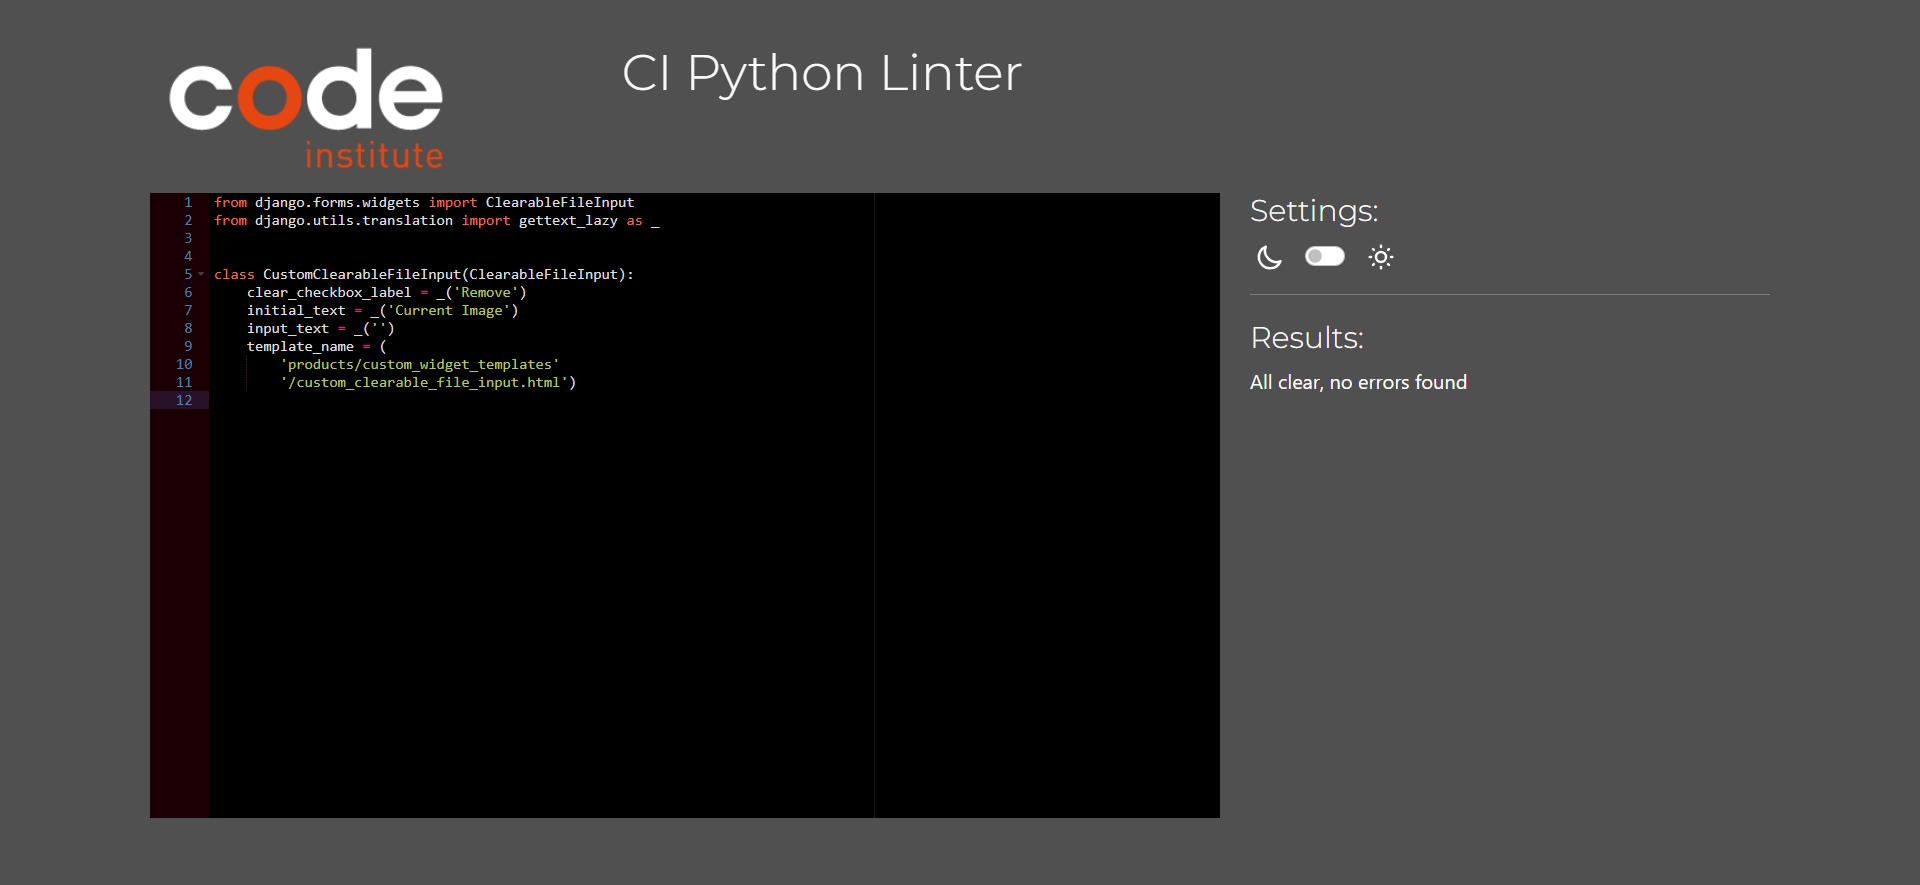 code
institute
CI Python Linter
1 from django.forms.widgets import ClearableFileInput
2 from django.utils.translation import gettext_lazy as _
3
4
5 class CustomClearableFileInput(ClearableFileInput):
6     clear_checkbox_label = _('Remove')
7     initial_text = _('Current Image')
8     input_text = _('')
9     template_name = (
10         'products/custom_widget_templates'
11         '/custom_clearable_file_input.html')
12
Settings:
Results:
All clear, no errors found